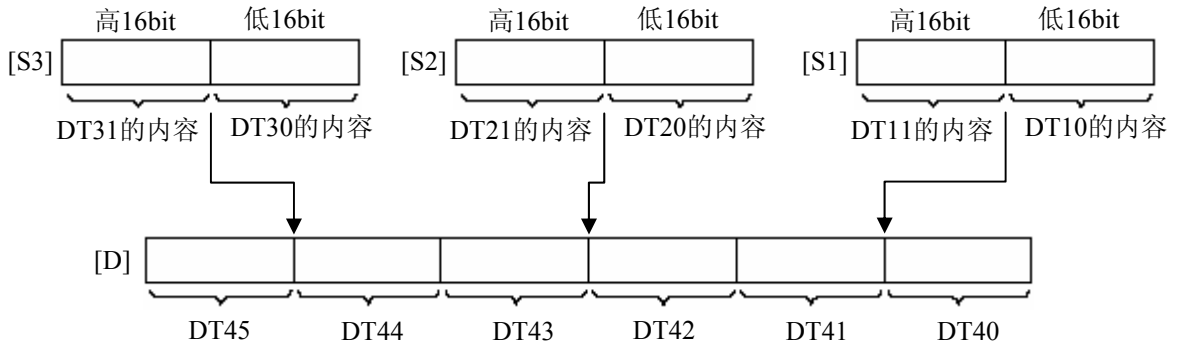 高16bit 低16bit 高16bit 低16bit 高16bit 低16bit
[S3] [S2] [S1]
DT31的内容 DT30的内容 DT21的内容 DT20的内容 DT11的内容 DT10的内容
[D]
DT45 DT44 DT43 DT42 DT41 DT40